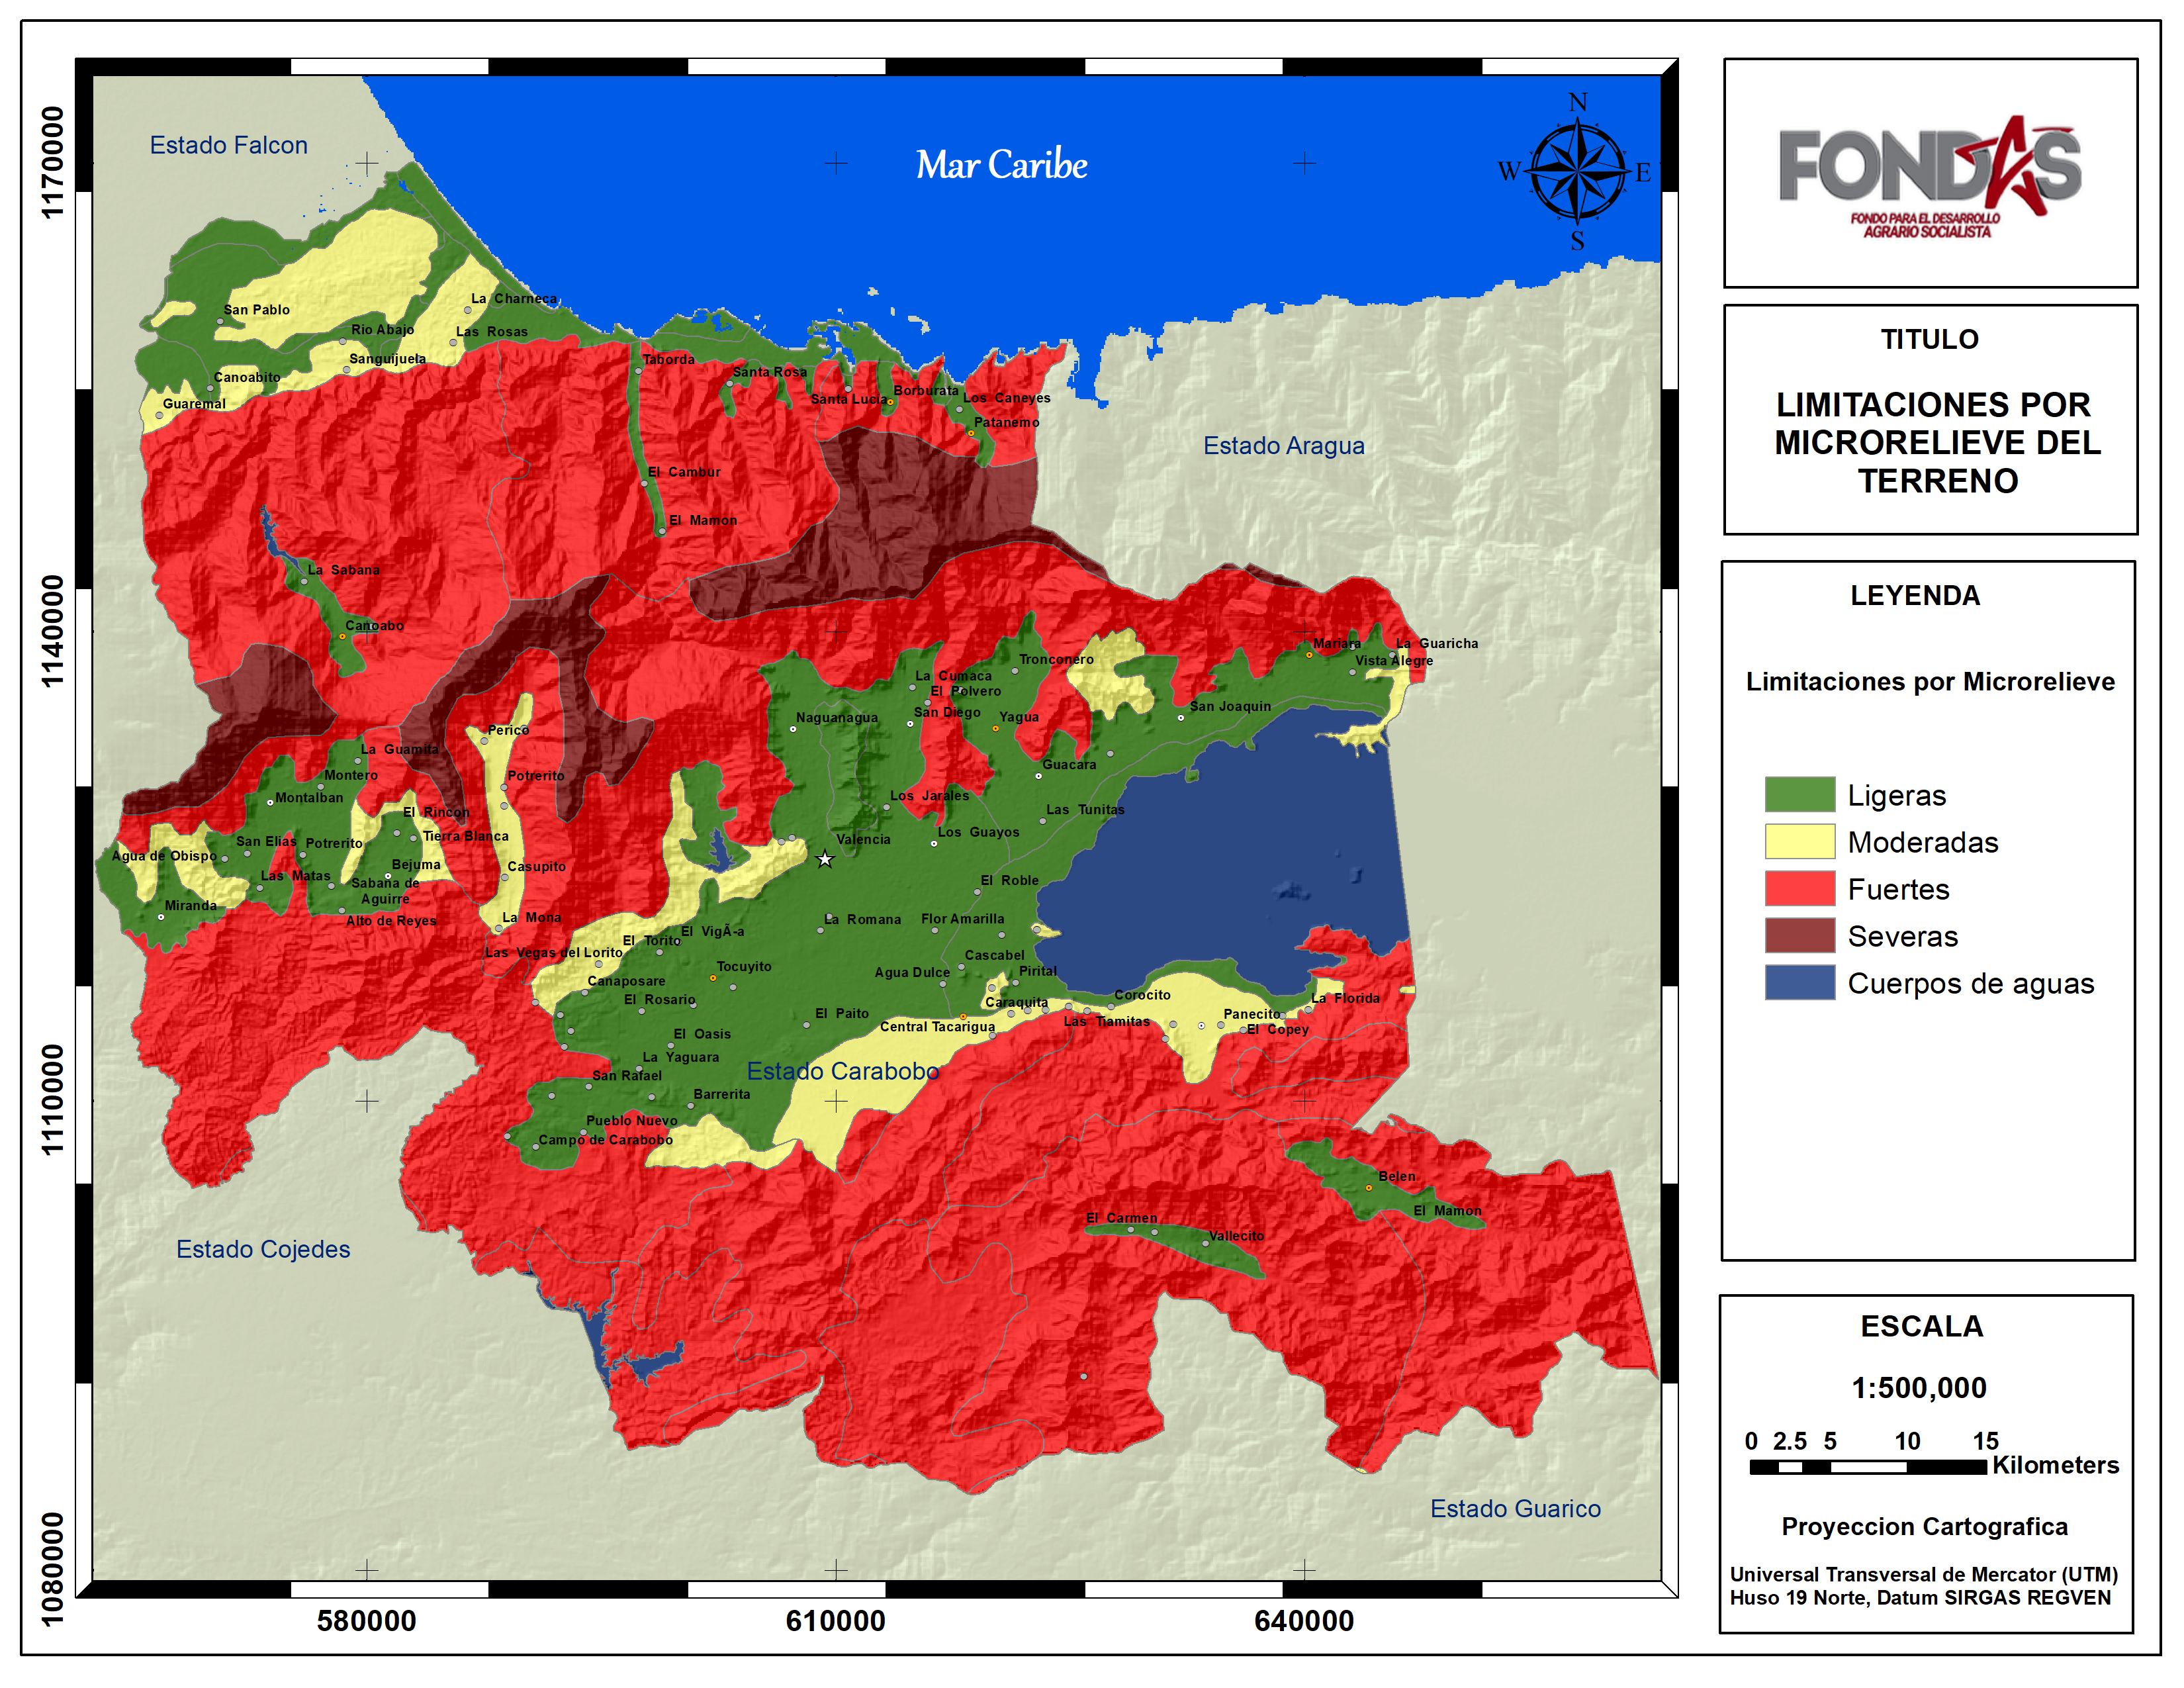 1170000
1140000
1110000
1080000
580000
610000
640000
Estado Falcon
Mar Caribe
N
W
E
S
Estado Aragua
San Pablo
La Charneca
Rio Abajo
Las Rosas
Sanguijuela
Canoabito
Guaremal
Taborda
Santa Rosa
Santa Lucia
Borburata
Los Caneyes
Patanemo
El Cambur
El Mamon
La Sabana
Canoabo
Mariara
La Guaricha
Vista Alegre
Tronconero
La Cumaca
El Polvero
San Diego
Yagua
San Joaquin
Naguanagua
Perico
La Guamita
Montero
Potrerito
Montalban
Guacara
El Rincon
Tierra Blanca
Los Jarales
Las Tunitas
San Elias
Potrerito
Valencia
Los Guayos
Agua de Obispo
Bejuma
Casupito
Las Matas
Sabana de
Aguirre
El Roble
Miranda
Alto de Reyes
La Mona
La Romana
Flor Amarilla
El VigÃ-a
El Torito
Las Vegas del Lorito
Cascabel
Tocuyito
Agua Dulce
Pirital
Canaposare
El Rosario
Caraquita
Corocito
La Florida
El Paito
Central Tacarigua
Las Tiamitas
Panecito
El Copey
El Oasis
La Yaguara
Estado Carabobo
San Rafael
Barrerita
Pueblo Nuevo
Campo de Carabobo
Belen
El Mamon
El Carmen
Vallecito
Estado Cojedes
Estado Guarico
FONDAS
FONDO PARA EL DESARROLLO
AGRARIO SOCIALISTA
TITULO
LIMITACIONES POR
MICRORELIEVE DEL
TERRENO
LEYENDA
Limitaciones por Microrelieve
Ligeras
Moderadas
Fuertes
Severas
Cuerpos de aguas
ESCALA
1:500,000
0 2.5 5 10 15
Kilometers
Proyeccion Cartografica
Universal Transversal de Mercator (UTM)
Huso 19 Norte, Datum SIRGAS REGVEN